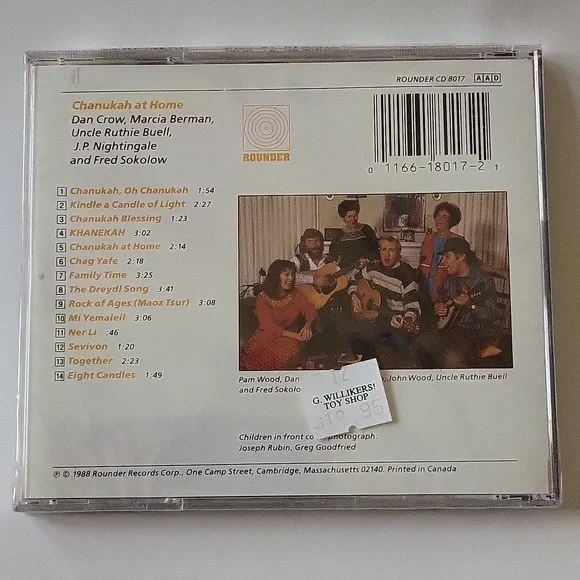 ROUNDER CD 8017 A A D
Chanukah at Home
Dan Crow, Marcia Berman,
Uncle Ruthie Buell,
J.P. Nightingale
and Fred Sokolow
ROUNDER
0 1166-18017-2 1
1 Chanukah, Oh Chanukah 1:54
2 Kindle a Candle of Light 2:27
3 Chanukah Blessing 1:23
4 KHANEKAH 3:02
5 Chanukah at Home 2:14
6 Chag Yafe 2:18
7 Family Time 3:25
8 The Dreydl Song 1:41
9 Rock of Ages (Maoz Tsur) 3:08
10 Mi Yemaleil 3:06
11 Ner Li .46
12 Sevivon 1:20
13 Together 2:23
14 Eight Candles 1:49
Pam Wood, Dan John Wood, Uncle Ruthie Buell
and Fred
12
G. WILLIKERS!
TOY SHOP
95
Children in front photograph:
Joseph Rubin, Greg Goodfried
℗ © 1988 Rounder Records Corp., One Camp Street, Cambridge, Massachusetts 02140. Printed in Canada.